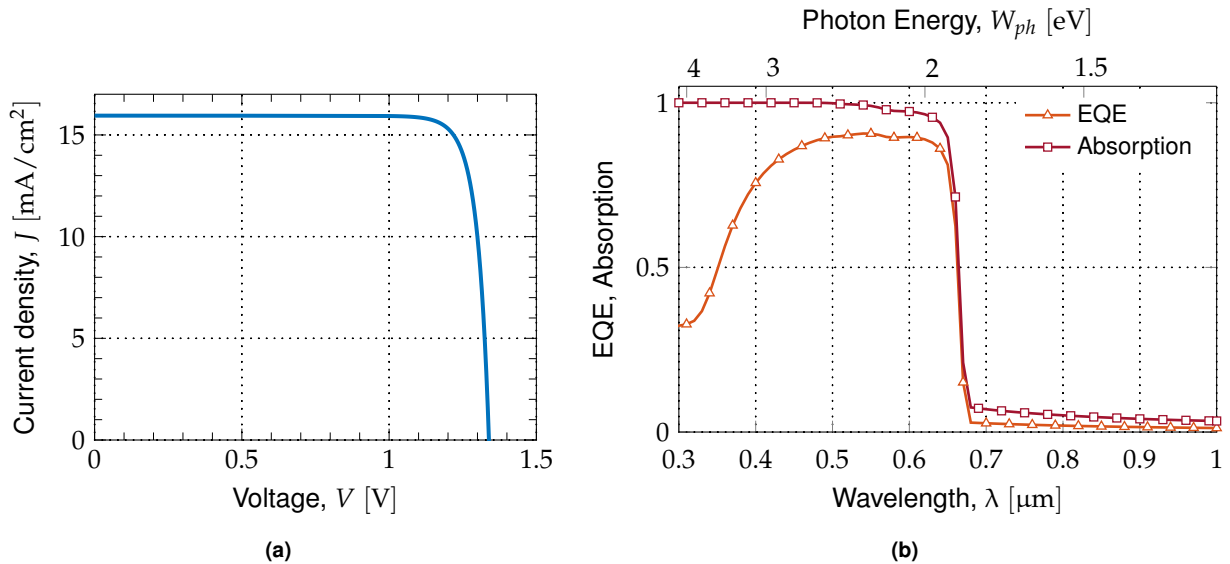 Current density, J [mA/cm²]
15
10
5
0
0
0.5
1
1.5
Voltage, V [V]
(a)
Photon Energy, W_ph [eV]
4
3
2
1.5
EQE, Absorption
1
0.5
0
EQE
Absorption
0.3
0.4
0.5
0.6
0.7
0.8
0.9
1
Wavelength, λ [μm]
(b)